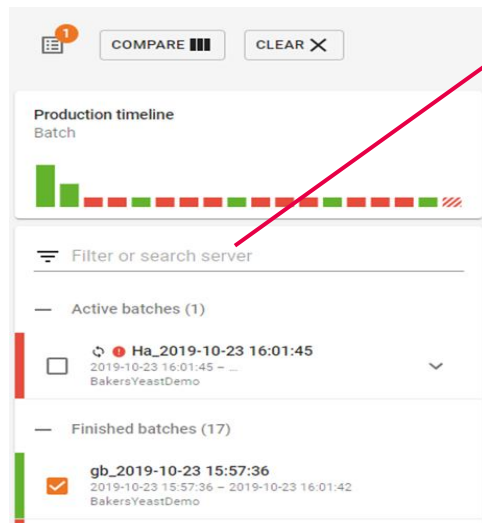 1
COMPARE
CLEAR
Production timeline
Batch
Filter or search server
Active batches (1)
Ha_2019-10-23 16:01:45
2019-10-23 16:01:45 – ...
BakersYeastDemo
Finished batches (17)
gb_2019-10-23 15:57:36
2019-10-23 15:57:36 – 2019-10-23 16:01:42
BakersYeastDemo